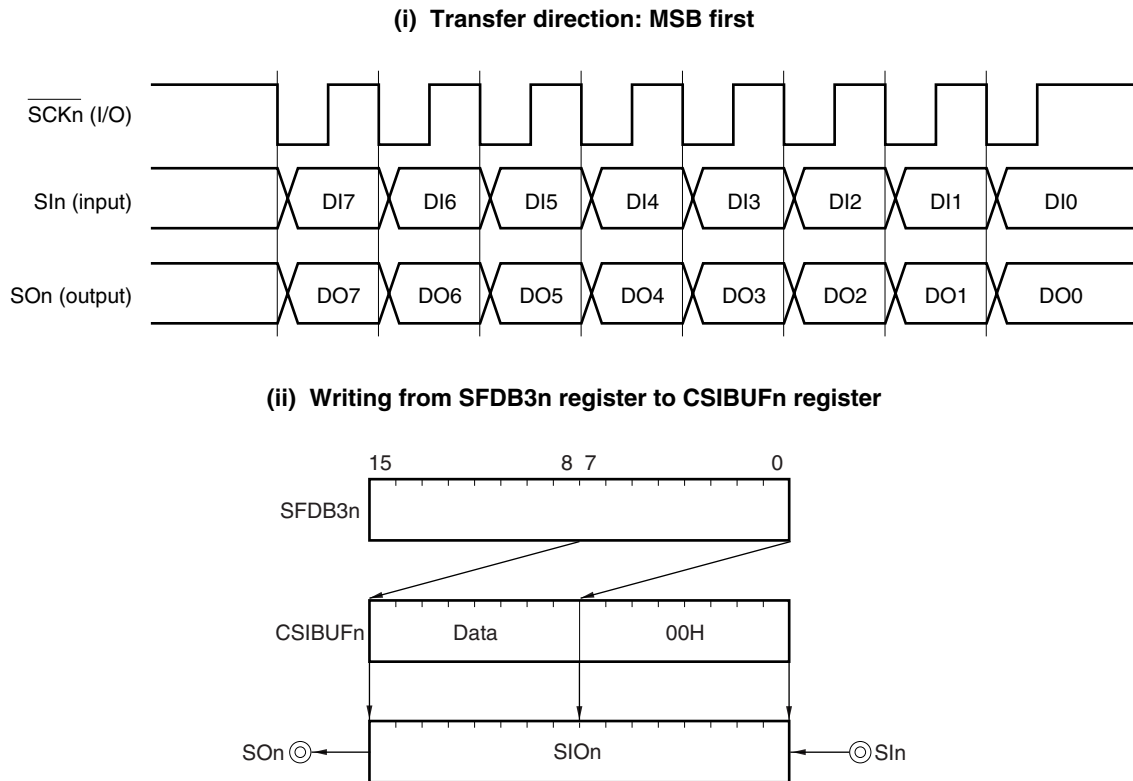 (i) Transfer direction: MSB first
SCKn (I/O)
SIn (input) DI7 DI6 DI5 DI4 DI3 DI2 DI1 DI0
SOn (output) DO7 DO6 DO5 DO4 DO3 DO2 DO1 DO0
(ii) Writing from SFDB3n register to CSIBUFn register
15 8 7 0
SFDB3n
CSIBUFn Data 00H
SOn SIOn SIn